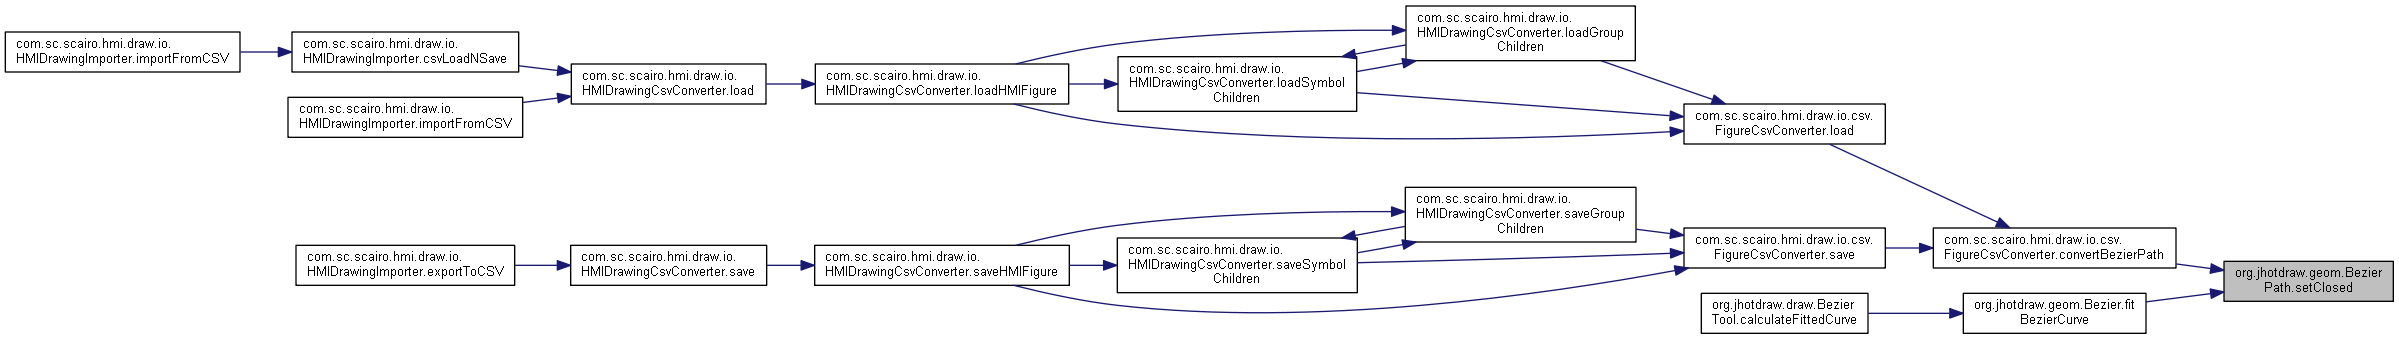 com.sc.scairo.hmi.draw.io.
HMIDrawingImporter.importFromCSV
com.sc.scairo.hmi.draw.io.
HMIDrawingImporter.csvLoadNSave
com.sc.scairo.hmi.draw.io.
HMIDrawingImporter.importFromCSV
com.sc.scairo.hmi.draw.io.
HMIDrawingCsvConverter.load
com.sc.scairo.hmi.draw.io.
HMIDrawingCsvConverter.loadHMIFigure
com.sc.scairo.hmi.draw.io.
HMIDrawingCsvConverter.loadSymbol
Children
com.sc.scairo.hmi.draw.io.
HMIDrawingCsvConverter.loadGroup
Children
com.sc.scairo.hmi.draw.io.csv.
FigureCsvConverter.load
com.sc.scairo.hmi.draw.io.
HMIDrawingImporter.exportToCSV
com.sc.scairo.hmi.draw.io.
HMIDrawingCsvConverter.save
com.sc.scairo.hmi.draw.io.
HMIDrawingCsvConverter.saveHMIFigure
com.sc.scairo.hmi.draw.io.
HMIDrawingCsvConverter.saveSymbol
Children
com.sc.scairo.hmi.draw.io.
HMIDrawingCsvConverter.saveGroup
Children
com.sc.scairo.hmi.draw.io.csv.
FigureCsvConverter.save
com.sc.scairo.hmi.draw.io.csv.
FigureCsvConverter.convertBezierPath
org.jhotdraw.draw.Bezier
Tool.calculateFittedCurve
org.jhotdraw.geom.Bezier.fit
BezierCurve
org.jhotdraw.geom.Bezier
Path.setClosed